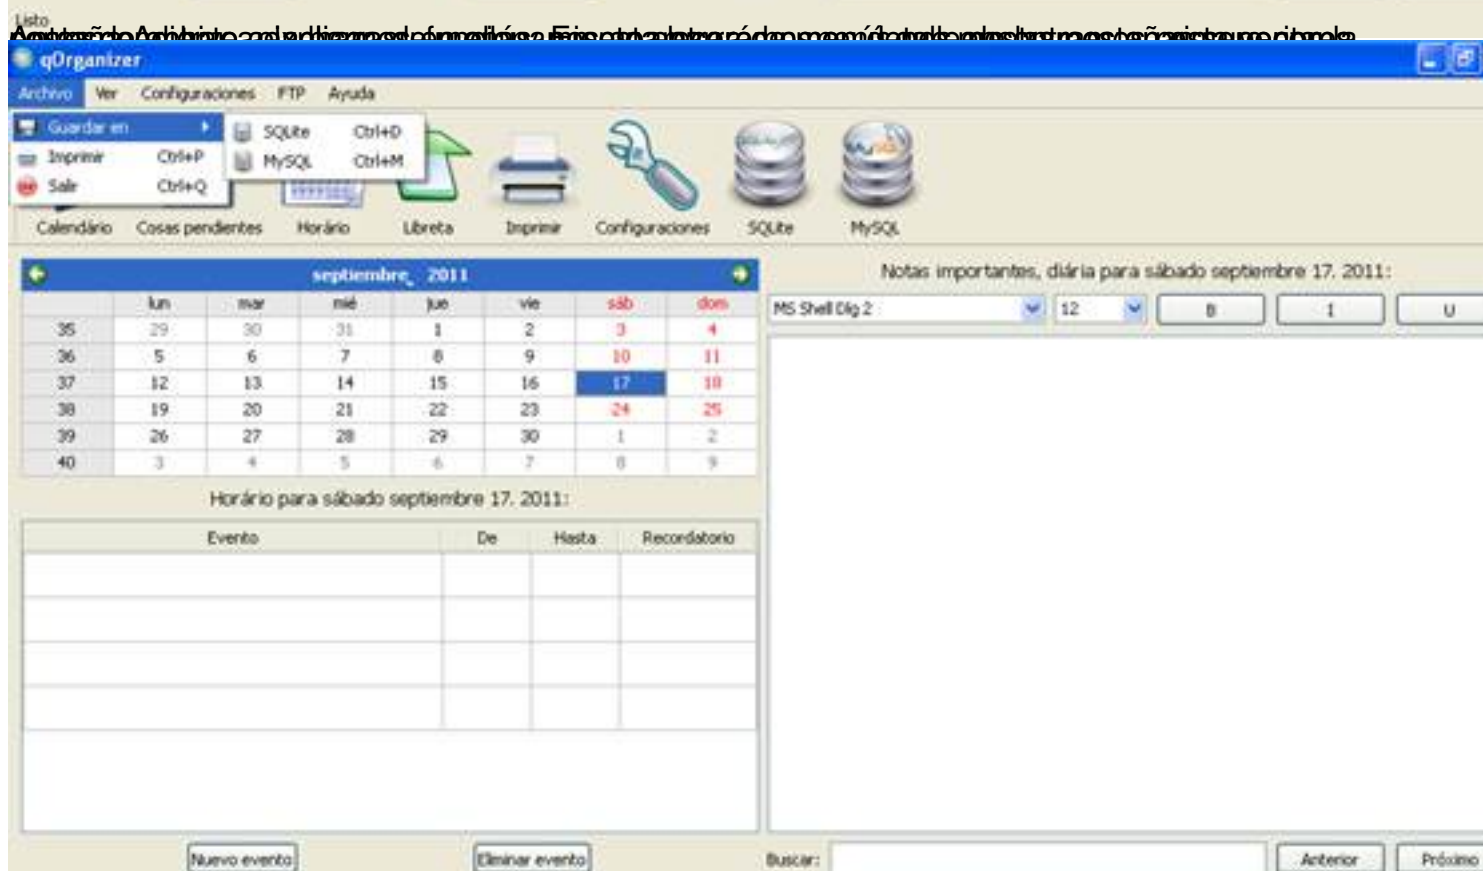 Listo
qOrganizer
Archivo Ver Configuraciones FTP Ayuda
Guardar en
Imprimir Ctrl+P
Salir Ctrl+Q
SQLite Ctrl+D
MySQL Ctrl+M
Calendário Cosas pendientes Horário Libreta Imprimir Configuraciones SQLite MySQL
septiembre, 2011
lun mar mié jue vie sáb dom
35 29 30 31 1 2 3 4
36 5 6 7 8 9 10 11
37 12 13 14 15 16 17 18
38 19 20 21 22 23 24 25
39 26 27 28 29 30 1 2
40 3 4 5 6 7 8 9
Horário para sábado septiembre 17. 2011:
Evento De Hasta Recordatorio
Nuevo evento Eliminar evento
Notas importantes, diária para sábado septiembre 17. 2011:
MS Shell Dlg 2 12 B I U
Buscar: Anterior Próximo